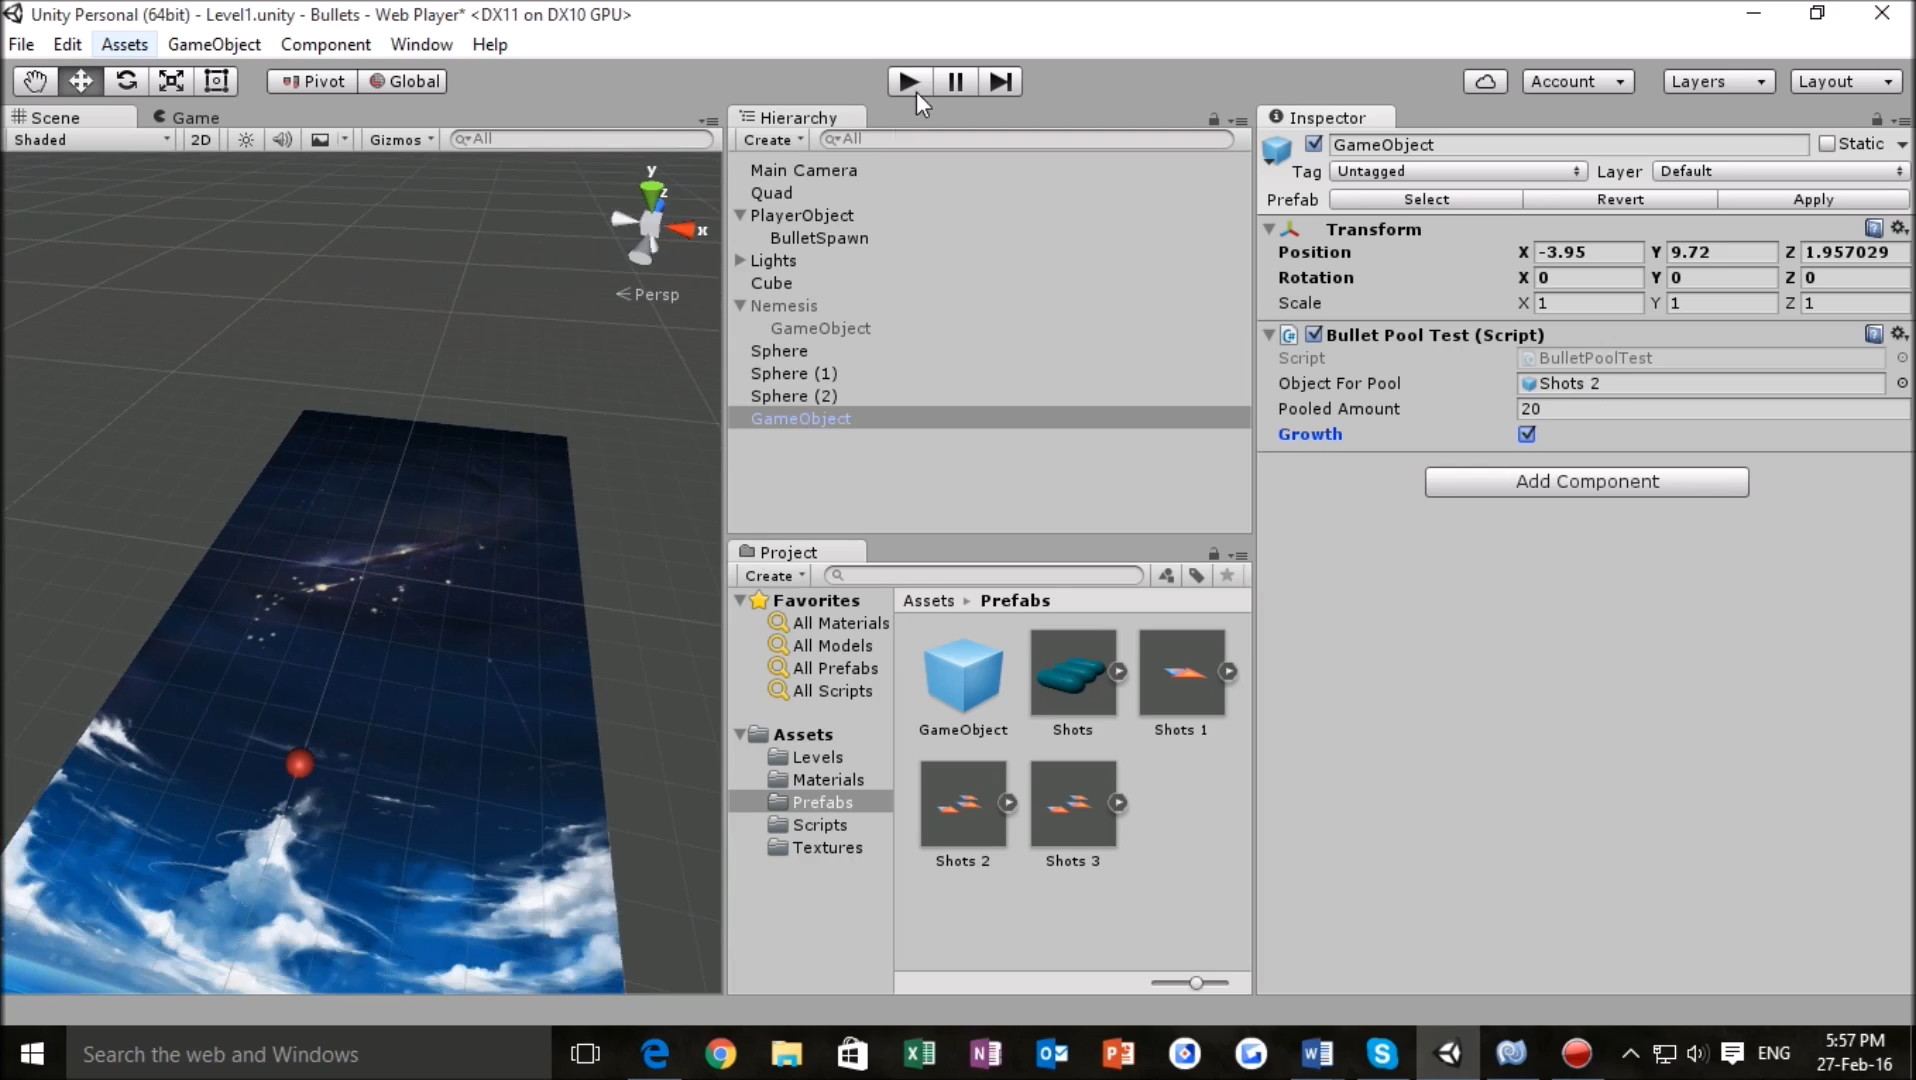 Unity Personal (64bit) - Level1.unity - Bullets - Web Player* <DX11 on DX10 GPU>
File Edit Assets GameObject Component Window Help
Pivot Global Account Layers Layout
Scene Game
Shaded 2D Gizmos All
y
z
x
Persp
Hierarchy
Create All
Main Camera
Quad
PlayerObject
BulletSpawn
Lights
Cube
Nemesis
GameObject
Sphere
Sphere (1)
Sphere (2)
GameObject
Project
Create
Favorites
All Materials
All Models
All Prefabs
All Scripts
Assets
Levels
Materials
Prefabs
Scripts
Textures
Assets Prefabs
GameObject Shots Shots 1
Shots 2 Shots 3
Inspector
GameObject Static
Tag Untagged Layer Default
Prefab Select Revert Apply
Transform
Position X -3.95 Y 9.72 Z 1.957029
Rotation X 0 Y 0 Z 0
Scale X 1 Y 1 Z 1
Bullet Pool Test (Script)
Script BulletPoolTest
Object For Pool Shots 2
Pooled Amount 20
Growth
Add Component
Search the web and Windows
ENG
5:57 PM
27-Feb-16